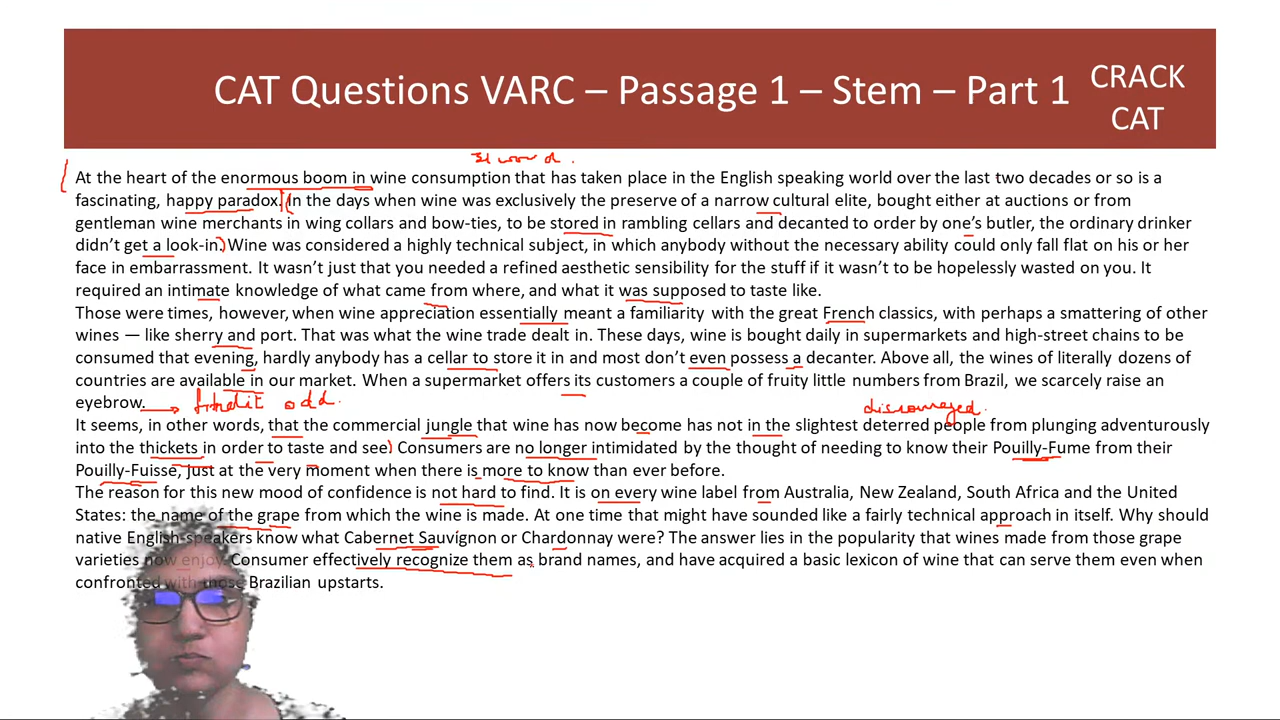 CAT Questions VARC – Passage 1 – Stem – Part 1
CRACK
CAT
At the heart of the enormous boom in wine consumption that has taken place in the English speaking world over the last two decades or so is a
fascinating, happy paradox. In the days when wine was exclusively the preserve of a narrow cultural elite, bought either at auctions or from
gentleman wine merchants in wing collars and bow-ties, to be stored in rambling cellars and decanted to order by one's butler, the ordinary drinker
didn't get a look-in. Wine was considered a highly technical subject, in which anybody without the necessary ability could only fall flat on his or her
face in embarrassment. It wasn't just that you needed a refined aesthetic sensibility for the stuff if it wasn't to be hopelessly wasted on you. It
required an intimate knowledge of what came from where, and what it was supposed to taste like.
Those were times, however, when wine appreciation essentially meant a familiarity with the great French classics, with perhaps a smattering of other
wines — like sherry and port. That was what the wine trade dealt in. These days, wine is bought daily in supermarkets and high-street chains to be
consumed that evening, hardly anybody has a cellar to store it in and most don't even possess a decanter. Above all, the wines of literally dozens of
countries are available in our market. When a supermarket offers its customers a couple of fruity little numbers from Brazil, we scarcely raise an
eyebrow.
odd.
discouraged.
It seems, in other words, that the commercial jungle that wine has now become has not in the slightest deterred people from plunging adventurously
into the thickets in order to taste and see. Consumers are no longer intimidated by the thought of needing to know their Pouilly-Fume from their
Pouilly-Fuisse, just at the very moment when there is more to know than ever before.
The reason for this new mood of confidence is not hard to find. It is on every wine label from Australia, New Zealand, South Africa and the United
States: the name of the grape from which the wine is made. At one time that might have sounded like a fairly technical approach in itself. Why should
native English-speakers know what Cabernet Sauvignon or Chardonnay were? The answer lies in the popularity that wines made from those grape
varieties now enjoy. Consumer effectively recognize them as brand names, and have acquired a basic lexicon of wine that can serve them even when
confronted with those Brazilian upstarts.